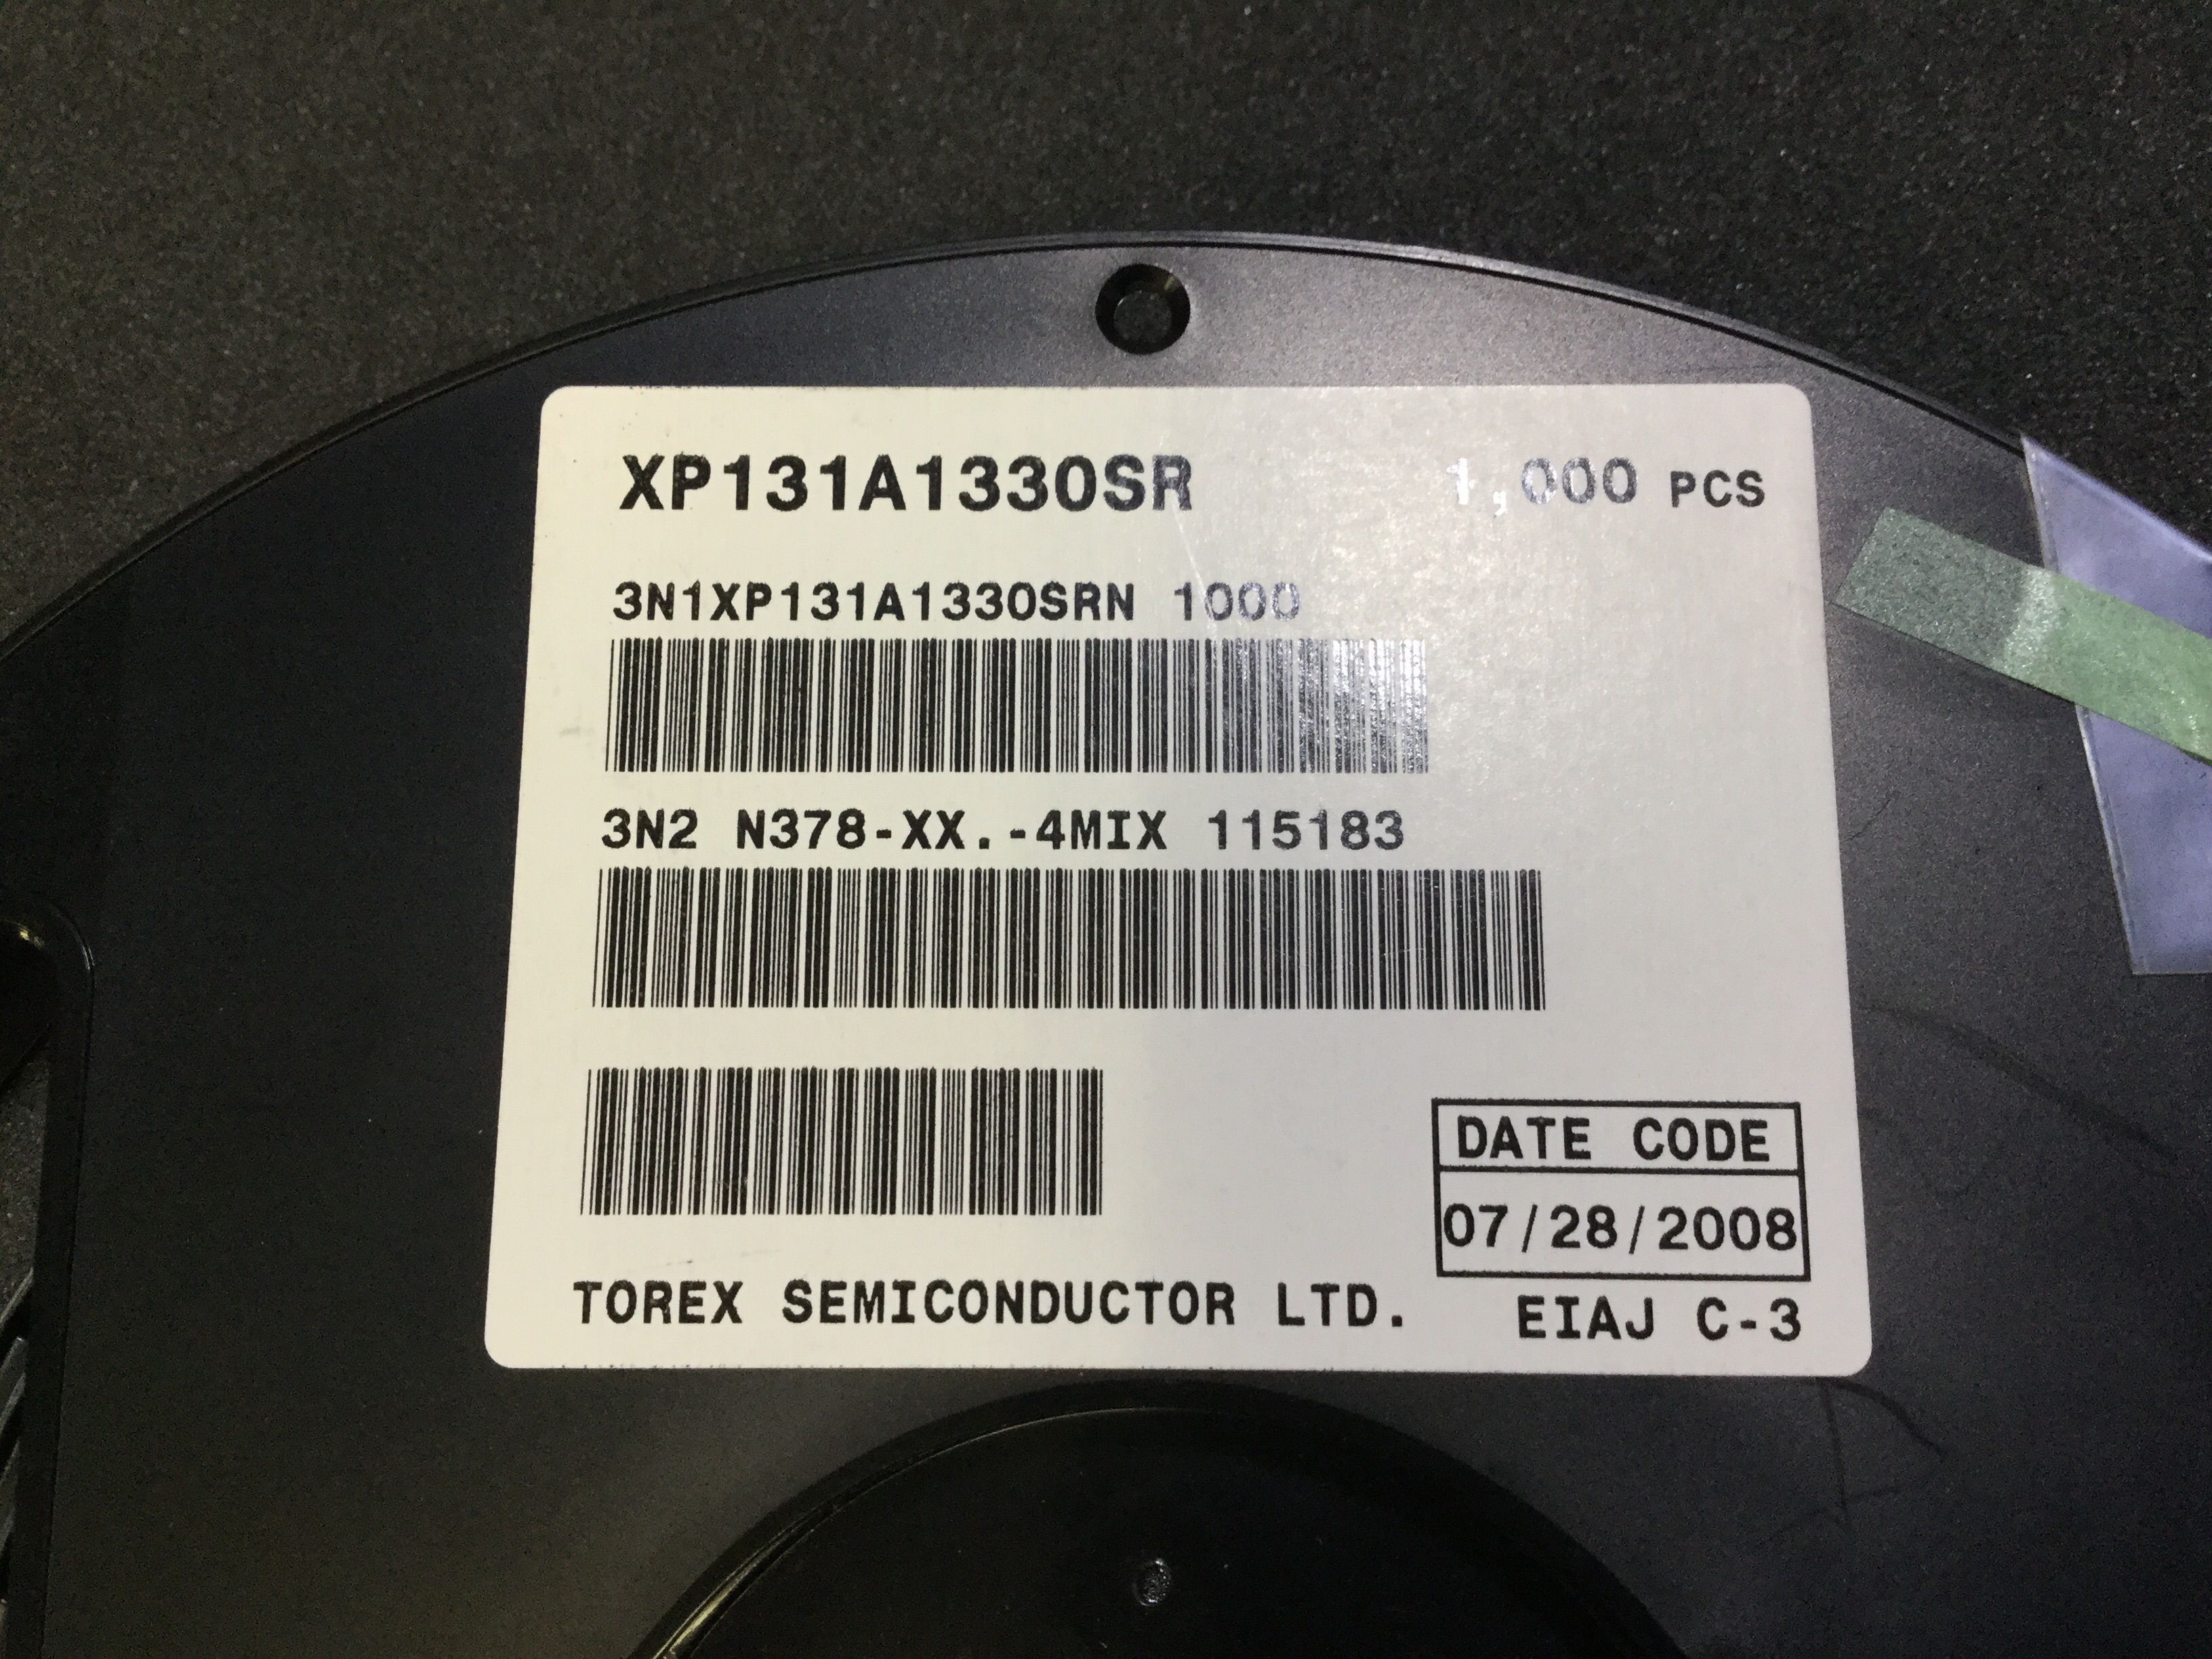 XP131A1330SR 1,000 PCS
3N1XP131A1330SRN 1000
3N2 N378-XX.-4MIX 115183
DATE CODE
07/28/2008
TOREX SEMICONDUCTOR LTD.
EIAJ C-3